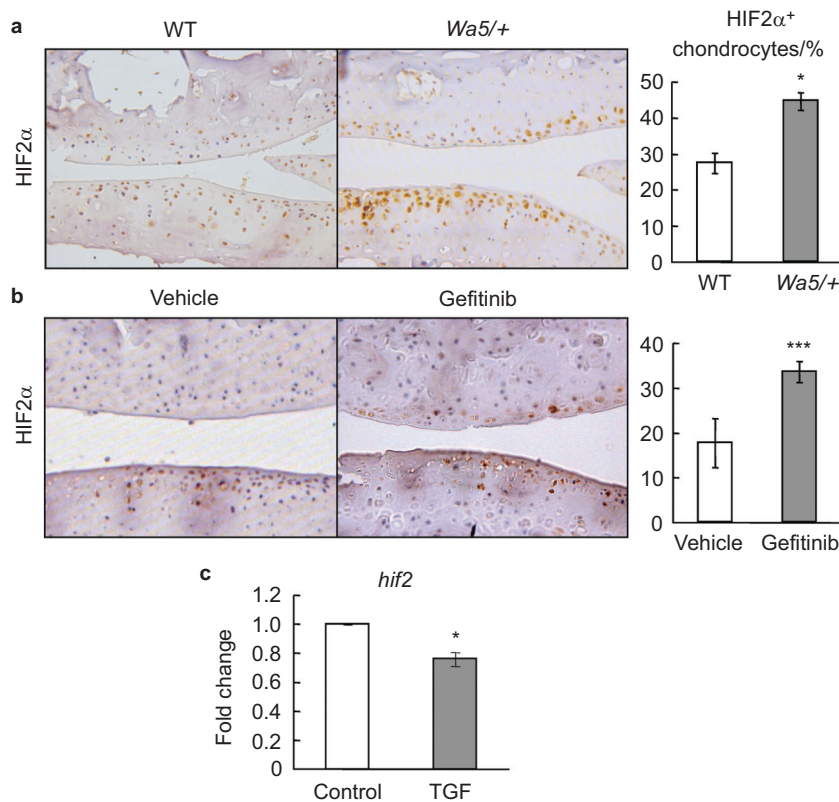 a
WT
Wa5/+
HIF2α
HIF2α⁺
chondrocytes/%
50
40
30
20
10
0
*
WT
Wa5/+
b
Vehicle
Gefitinib
HIF2α
40
30
20
10
0
***
Vehicle
Gefitinib
c
hif2
Fold change
1.2
1.0
0.8
0.6
0.4
0.2
0
*
Control
TGF